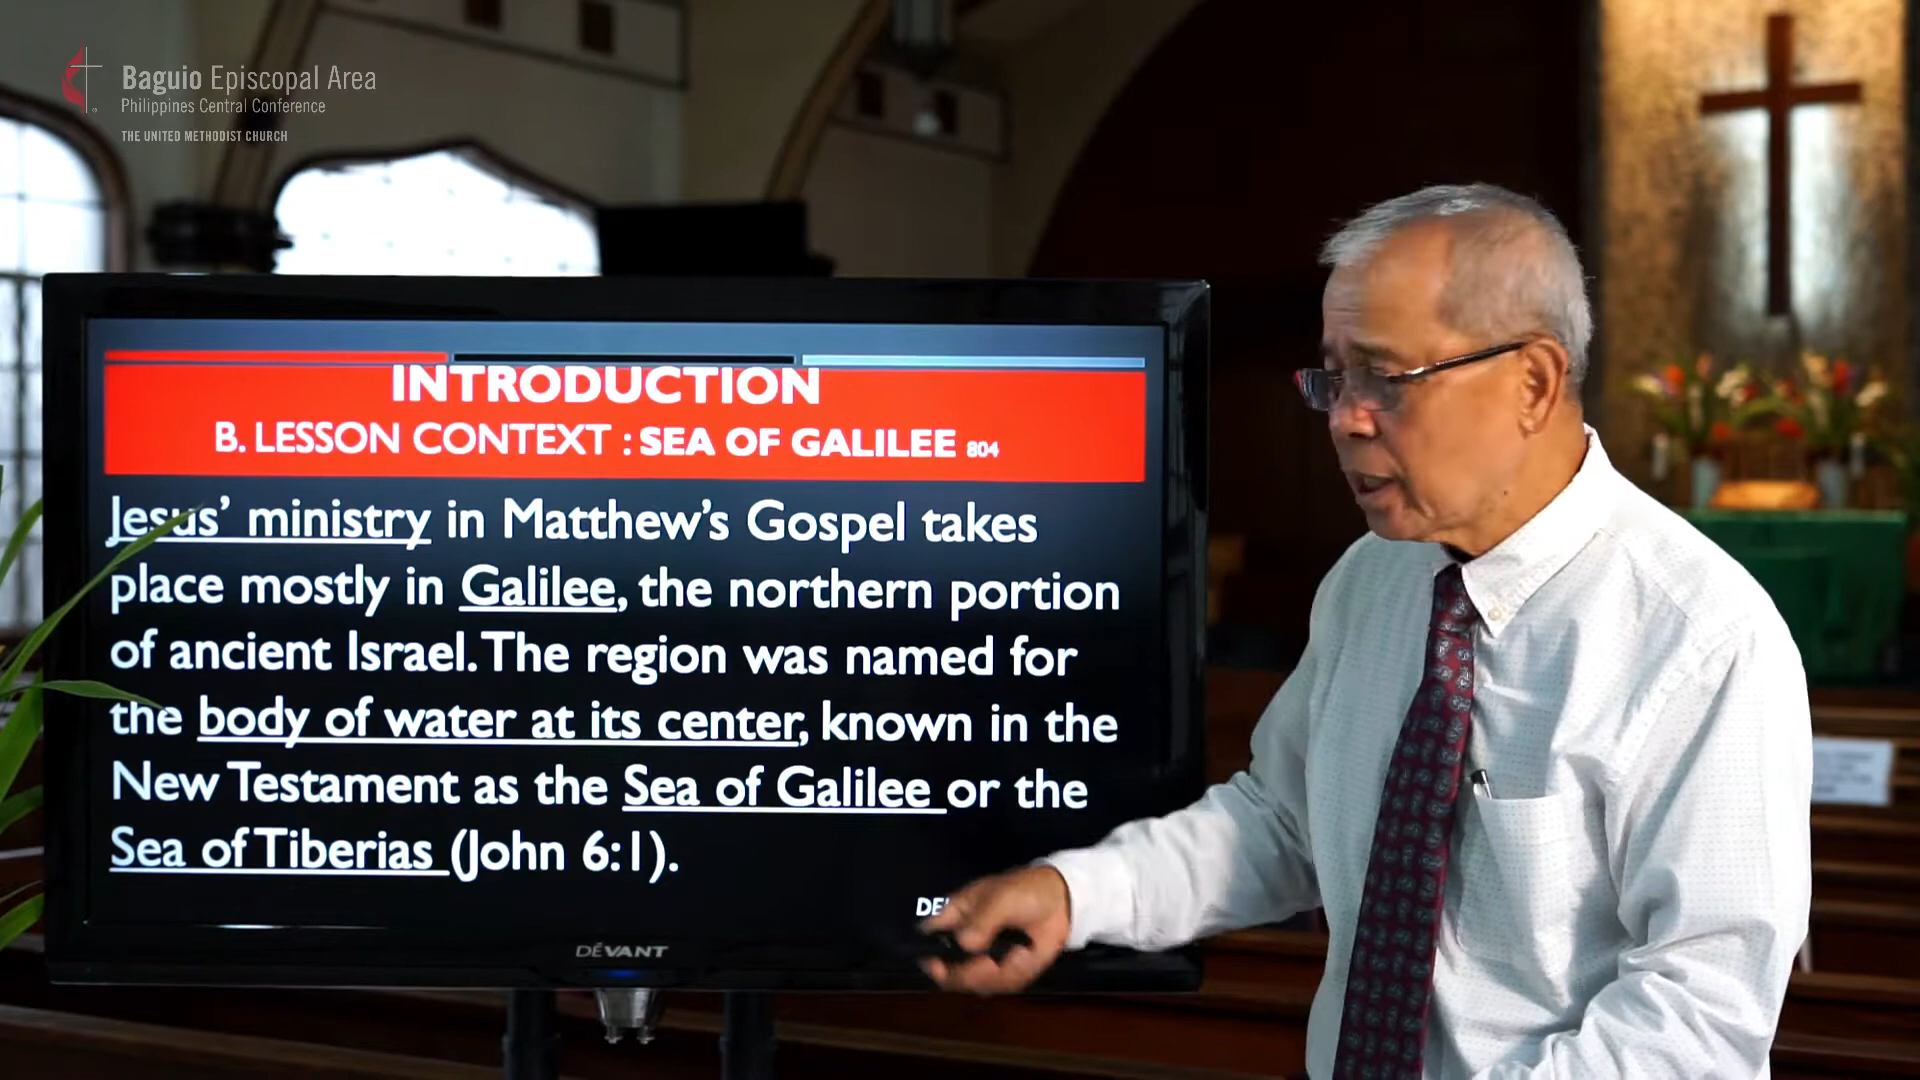 Baguio Episcopal Area
Philippines Central Conference
THE UNITED METHODIST CHURCH
INTRODUCTION
B. LESSON CONTEXT : SEA OF GALILEE 804
Jesus' ministry in Matthew's Gospel takes
place mostly in Galilee, the northern portion
of ancient Israel. The region was named for
the body of water at its center, known in the
New Testament as the Sea of Galilee or the
Sea of Tiberias (John 6:1).
DEVANT